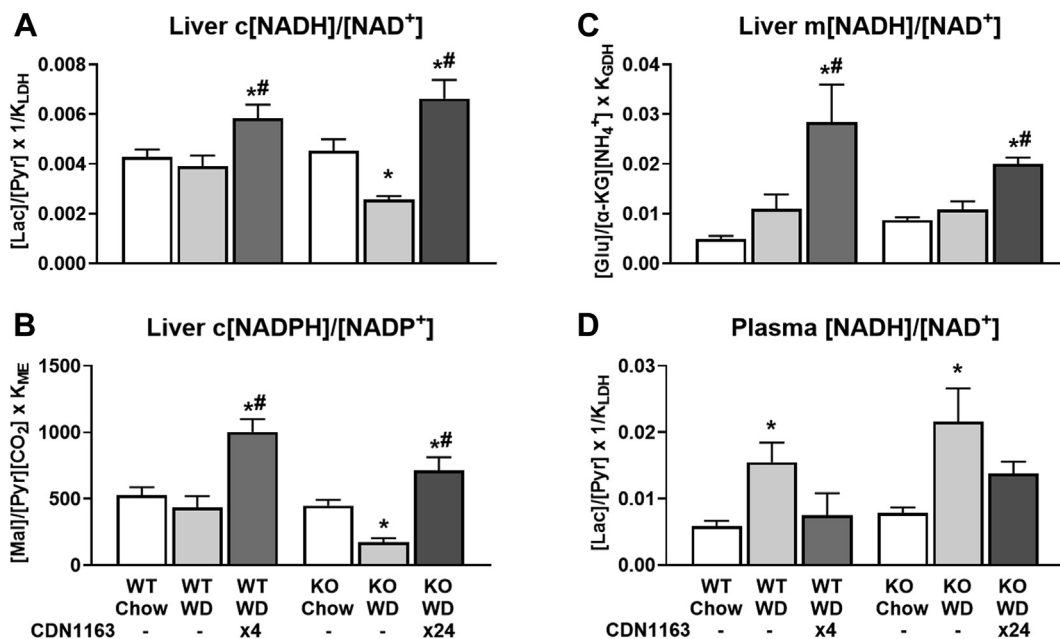 A
Liver c[NADH]/[NAD⁺]
[Lac]/[Pyr] x 1/K_LDH
0.008
0.006
0.004
0.002
0.000
*#
*
*#
C
Liver m[NADH]/[NAD⁺]
[Glu]/[α-KG][NH₄⁺] x K_GDH
0.04
0.03
0.02
0.01
0.00
*#
*#
B
Liver c[NADPH]/[NADP⁺]
[Mal]/[Pyr][CO₂] x K_ME
1500
1000
500
0
*#
*
*#
WT WT WT KO KO KO
Chow WD WD Chow WD WD
CDN1163 - - x4 - - x24
D
Plasma [NADH]/[NAD⁺]
[Lac]/[Pyr] x 1/K_LDH
0.03
0.02
0.01
0.00
*
*
WT WT WT KO KO KO
Chow WD WD Chow WD WD
CDN1163 - - x4 - - x24